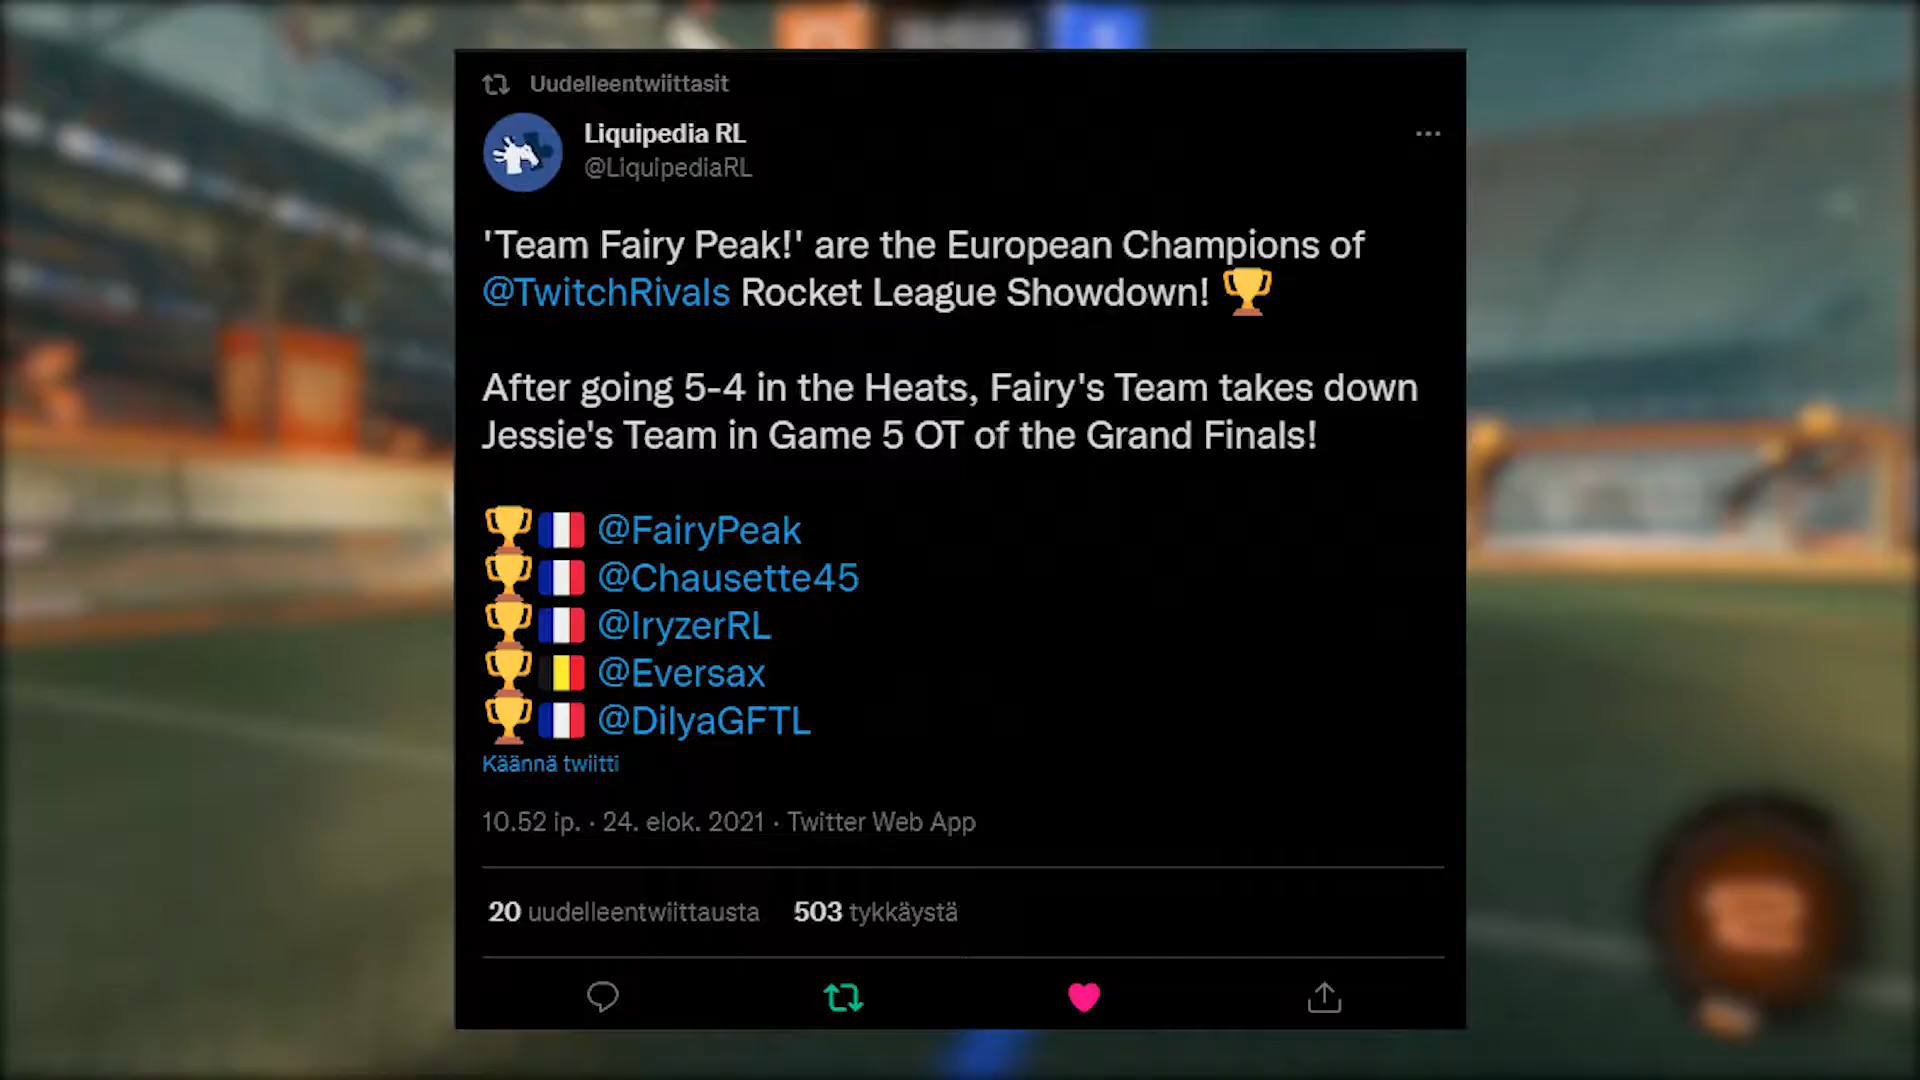 Uudelleentwiittasit
Liquipedia RL
@LiquipediaRL
'Team Fairy Peak!' are the European Champions of
@TwitchRivals Rocket League Showdown! 🏆
After going 5-4 in the Heats, Fairy's Team takes down
Jessie's Team in Game 5 OT of the Grand Finals!
🏆🇫🇷 @FairyPeak
🏆🇫🇷 @Chausette45
🏆🇫🇷 @IryzerRL
🏆🇧🇪 @Eversax
🏆🇫🇷 @DilyaGFTL
Käännä twiitti
10.52 ip. · 24. elok. 2021 · Twitter Web App
20 uudelleentwiittausta 503 tykkäystä